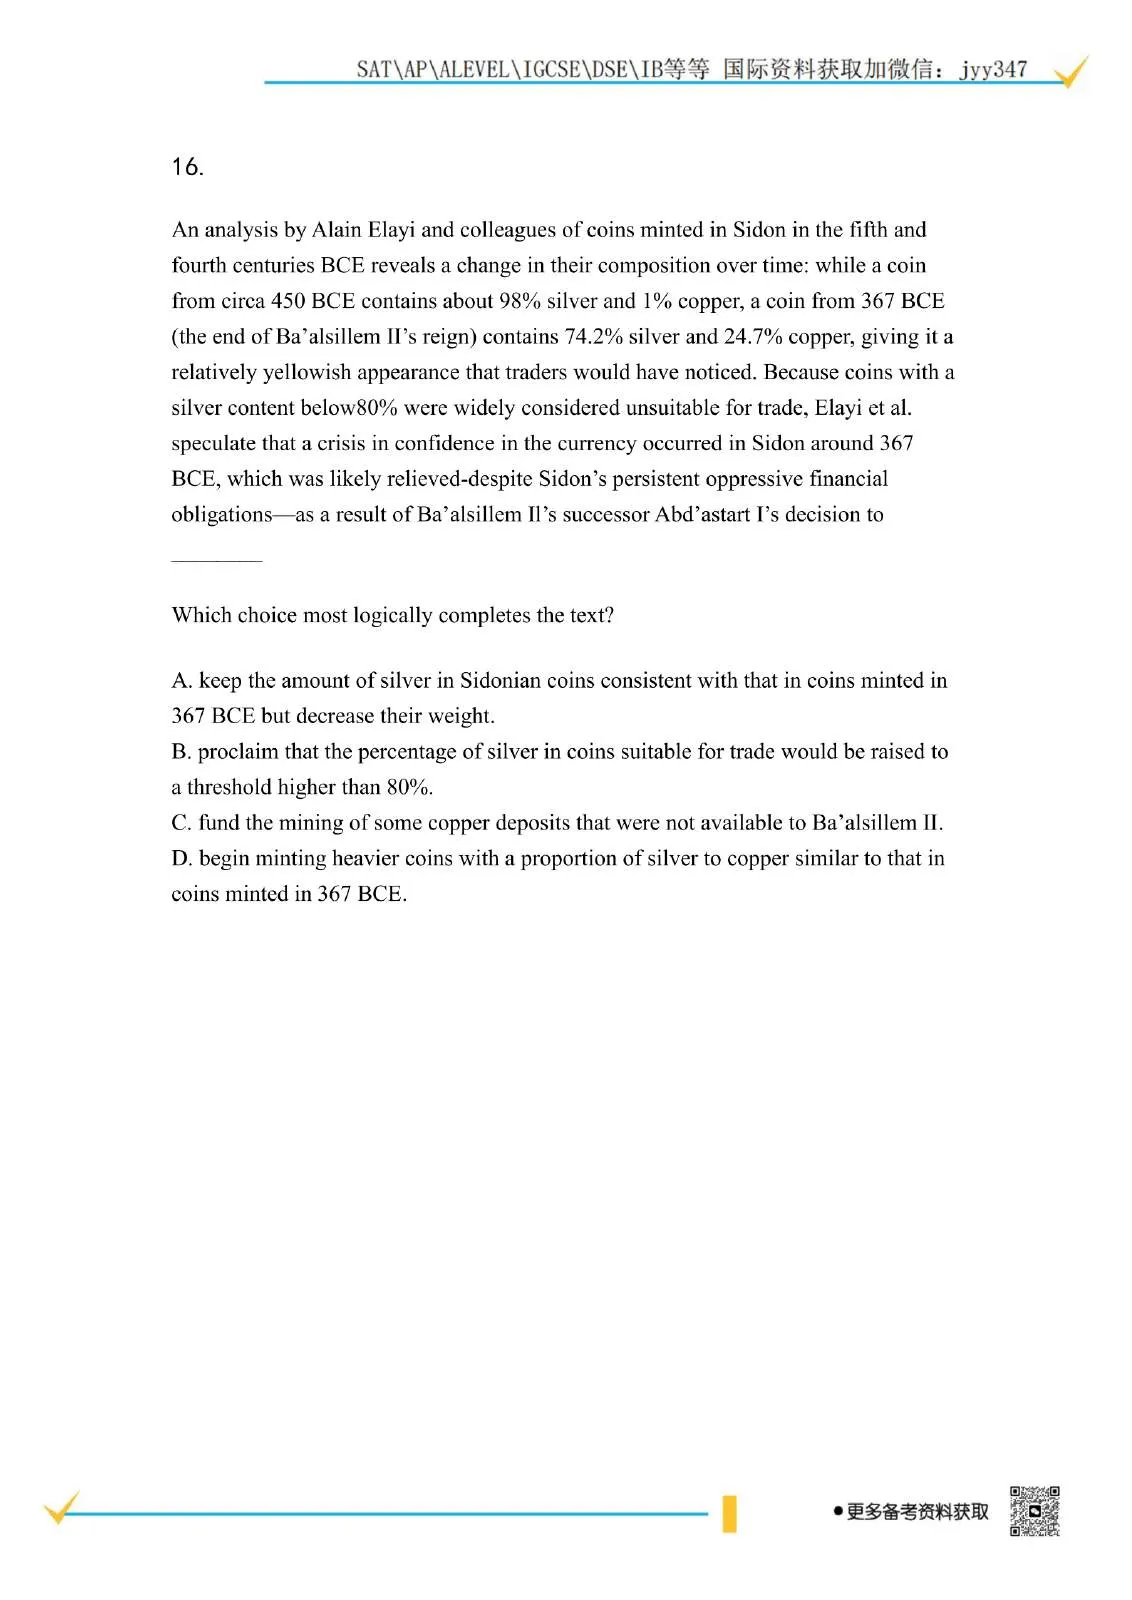 SAT\AP\ALEVEL\IGCSE\DSE\IB等等 国际资料获取加微信：jyy347
16.
An analysis by Alain Elayi and colleagues of coins minted in Sidon in the fifth and
fourth centuries BCE reveals a change in their composition over time: while a coin
from circa 450 BCE contains about 98% silver and 1% copper, a coin from 367 BCE
(the end of Ba’alsillem II’s reign) contains 74.2% silver and 24.7% copper, giving it a
relatively yellowish appearance that traders would have noticed. Because coins with a
silver content below80% were widely considered unsuitable for trade, Elayi et al.
speculate that a crisis in confidence in the currency occurred in Sidon around 367
BCE, which was likely relieved-despite Sidon’s persistent oppressive financial
obligations—as a result of Ba’alsillem Il’s successor Abd’astart I’s decision to
________
Which choice most logically completes the text?
A. keep the amount of silver in Sidonian coins consistent with that in coins minted in
367 BCE but decrease their weight.
B. proclaim that the percentage of silver in coins suitable for trade would be raised to
a threshold higher than 80%.
C. fund the mining of some copper deposits that were not available to Ba’alsillem II.
D. begin minting heavier coins with a proportion of silver to copper similar to that in
coins minted in 367 BCE.
●更多备考资料获取